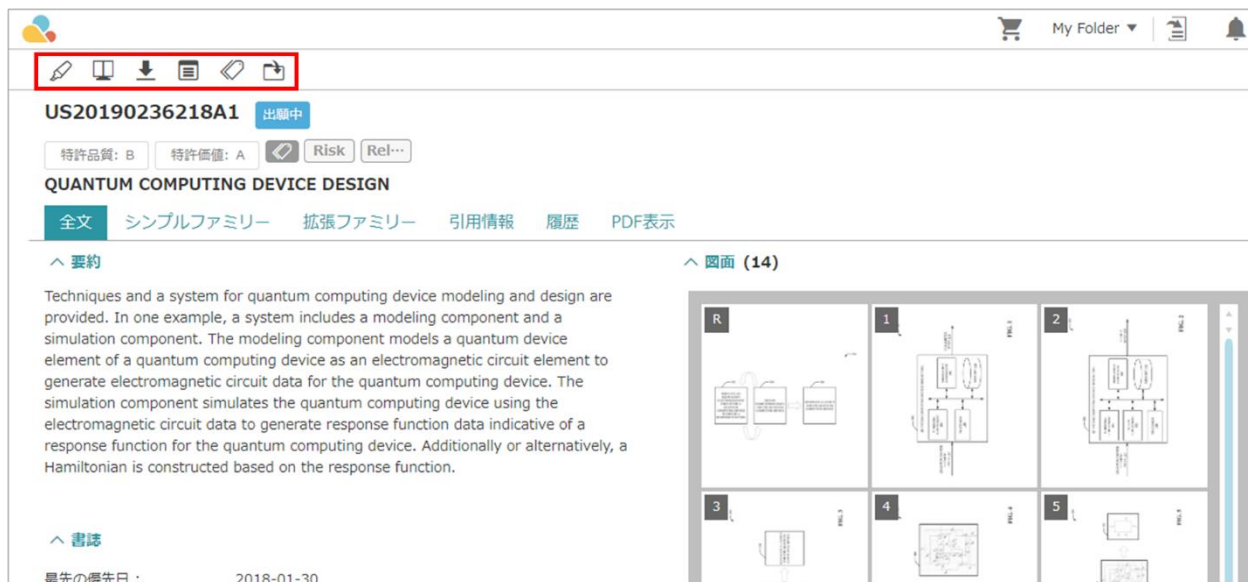 My Folder ▼
US20190236218A1 出願中
特許品質: B 特許価値: A Risk Rel…
QUANTUM COMPUTING DEVICE DESIGN
全文 シンプルファミリー 拡張ファミリー 引用情報 履歴 PDF表示
要約
Techniques and a system for quantum computing device modeling and design are
provided. In one example, a system includes a modeling component and a
simulation component. The modeling component models a quantum device
element of a quantum computing device as an electromagnetic circuit element to
generate electromagnetic circuit data for the quantum computing device. The
simulation component simulates the quantum computing device using the
electromagnetic circuit data to generate response function data indicative of a
response function for the quantum computing device. Additionally or alternatively, a
Hamiltonian is constructed based on the response function.
書誌
最先の優先日: 2018-01-30
図面 (14)
R 1 2
FIG. 1 FIG. 2
3 4 5